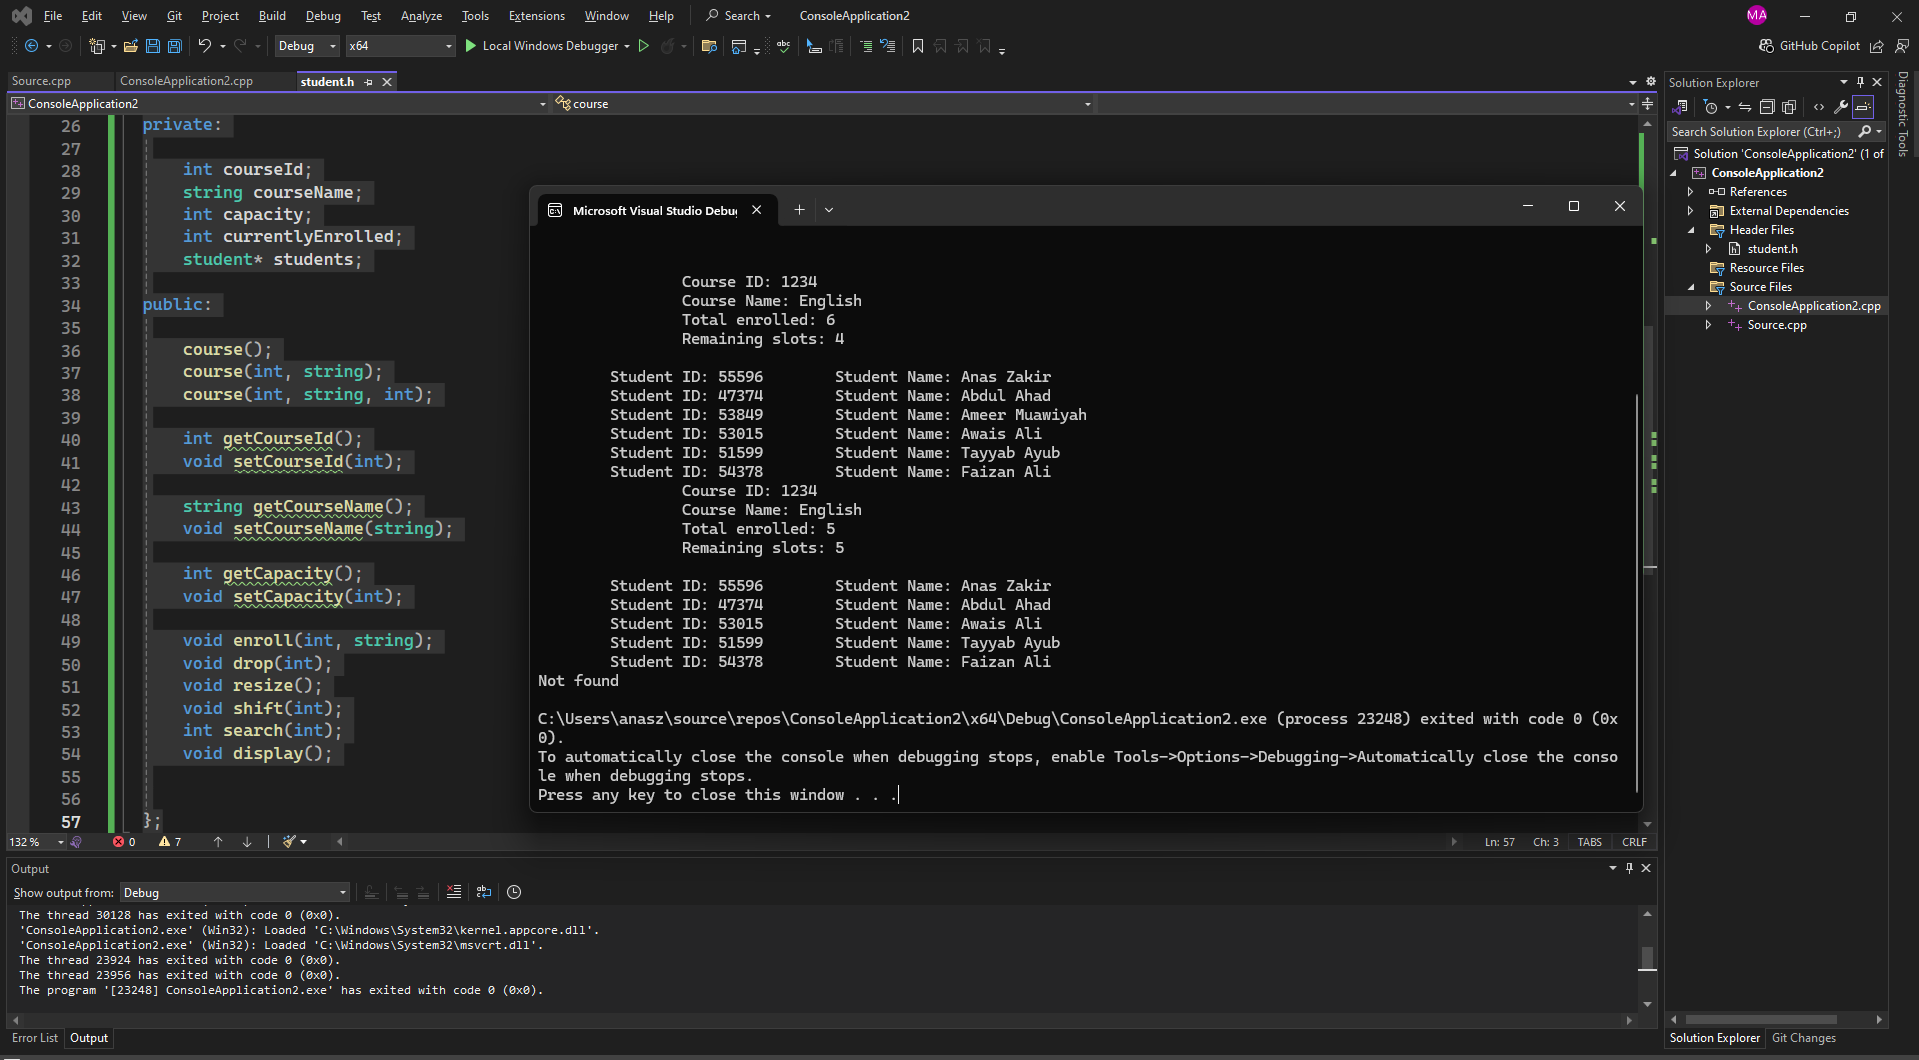 File Edit View Git Project Build Debug Test Analyze Tools Extensions Window Help Search ConsoleApplication2 MA
Debug x64 Local Windows Debugger GitHub Copilot
Source.cpp ConsoleApplication2.cpp student.h
ConsoleApplication2 course
26 private:
27
28 int courseId;
29 string courseName;
30 int capacity;
31 int currentlyEnrolled;
32 student* students;
33
34 public:
35
36 course();
37 course(int, string);
38 course(int, string, int);
39
40 int getCourseId();
41 void setCourseId(int);
42
43 string getCourseName();
44 void setCourseName(string);
45
46 int getCapacity();
47 void setCapacity(int);
48
49 void enroll(int, string);
50 void drop(int);
51 void resize();
52 void shift(int);
53 int search(int);
54 void display();
55
56
57 };
132 % 0 7 Ln: 57 Ch: 3 TABS CRLF
Microsoft Visual Studio Debug
Course ID: 1234
Course Name: English
Total enrolled: 6
Remaining slots: 4
Student ID: 55596 Student Name: Anas Zakir
Student ID: 47374 Student Name: Abdul Ahad
Student ID: 53849 Student Name: Ameer Muawiyah
Student ID: 53015 Student Name: Awais Ali
Student ID: 51599 Student Name: Tayyab Ayub
Student ID: 54378 Student Name: Faizan Ali
Course ID: 1234
Course Name: English
Total enrolled: 5
Remaining slots: 5
Student ID: 55596 Student Name: Anas Zakir
Student ID: 47374 Student Name: Abdul Ahad
Student ID: 53015 Student Name: Awais Ali
Student ID: 51599 Student Name: Tayyab Ayub
Student ID: 54378 Student Name: Faizan Ali
Not found
C:\Users\anasz\source\repos\ConsoleApplication2\x64\Debug\ConsoleApplication2.exe (process 23248) exited with code 0 (0x
0).
To automatically close the console when debugging stops, enable Tools->Options->Debugging->Automatically close the conso
le when debugging stops.
Press any key to close this window . . .
Solution Explorer
Search Solution Explorer (Ctrl+;)
Solution 'ConsoleApplication2' (1 of
ConsoleApplication2
References
External Dependencies
Header Files
student.h
Resource Files
Source Files
ConsoleApplication2.cpp
Source.cpp
Solution Explorer Git Changes
Diagnostic Tools
Output
Show output from: Debug
The thread 30128 has exited with code 0 (0x0).
'ConsoleApplication2.exe' (Win32): Loaded 'C:\Windows\System32\kernel.appcore.dll'.
'ConsoleApplication2.exe' (Win32): Loaded 'C:\Windows\System32\msvcrt.dll'.
The thread 23924 has exited with code 0 (0x0).
The thread 23956 has exited with code 0 (0x0).
The program '[23248] ConsoleApplication2.exe' has exited with code 0 (0x0).
Error List Output